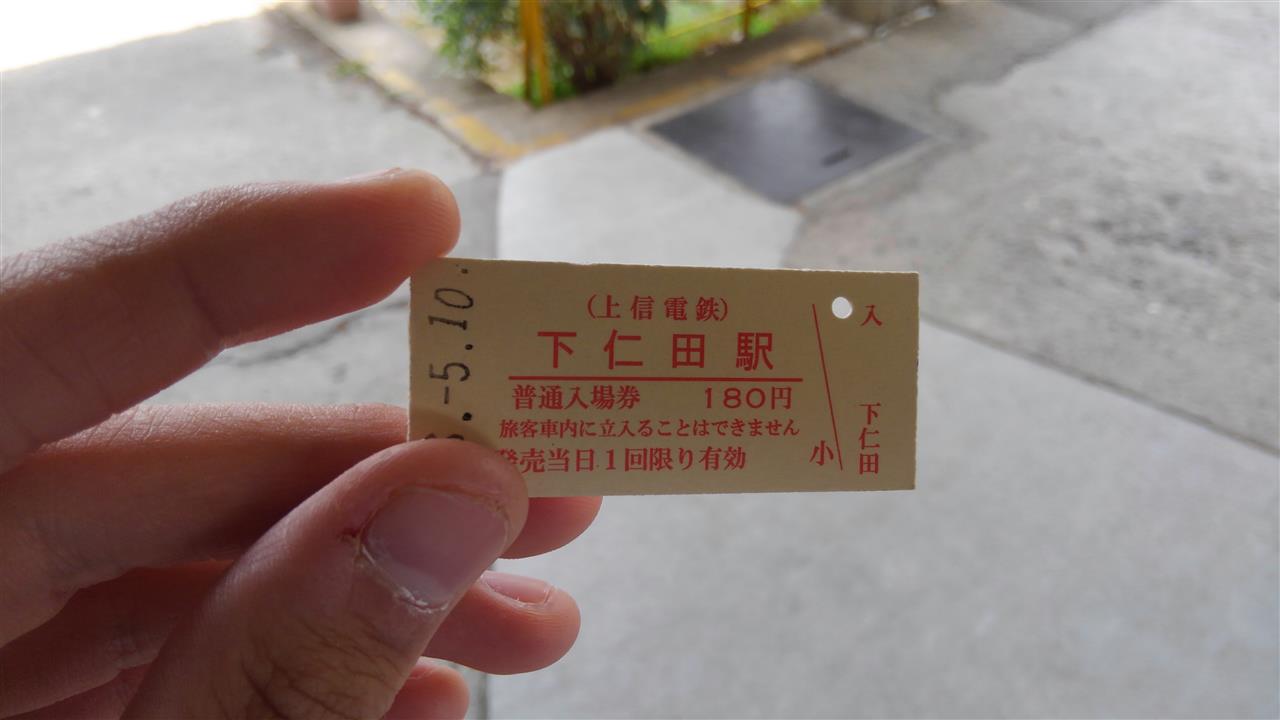 (上信電鉄)
下仁田駅
普通入場券 180円
旅客車内に立入ることはできません
発売当日1回限り有効
小
入
下仁田
.-5.10.